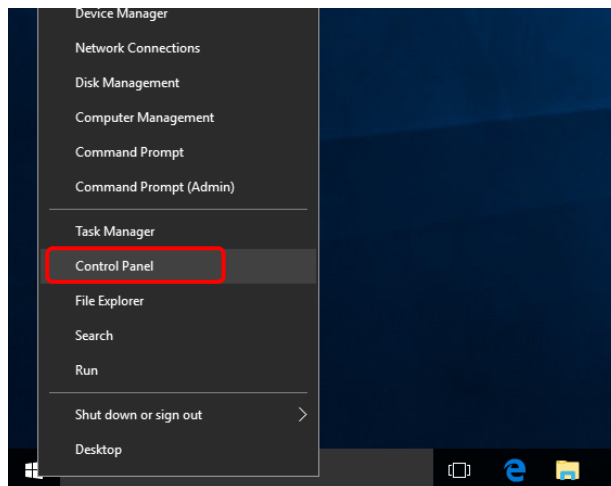 Device Manager
Network Connections
Disk Management
Computer Management
Command Prompt
Command Prompt (Admin)
Task Manager
Control Panel
File Explorer
Search
Run
Shut down or sign out
Desktop